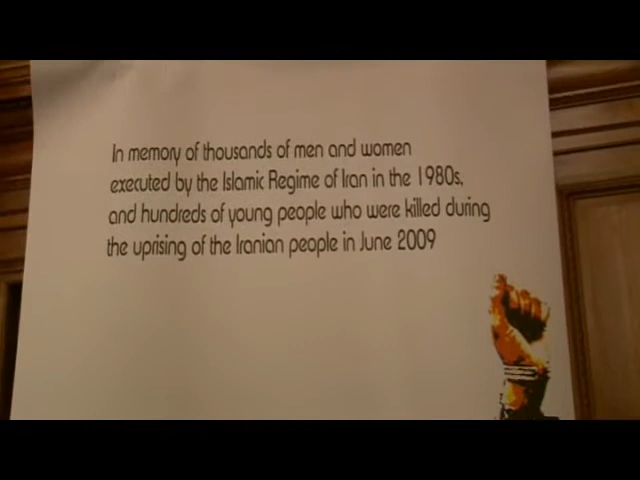 In memory of thousands of men and women
executed by the Islamic Regime of Iran in the 1980s,
and hundreds of young people who were killed during
the uprising of the Iranian people in June 2009